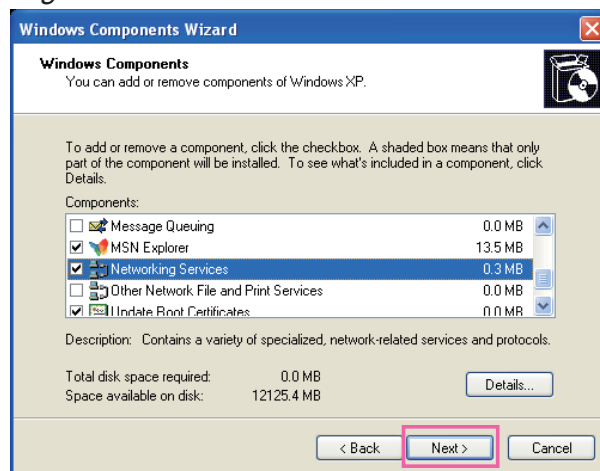 Windows Components Wizard
Windows Components
You can add or remove components of Windows XP.
To add or remove a component, click the checkbox. A shaded box means that only
part of the component will be installed. To see what's included in a component, click
Details.
Components:
Message Queuing 0.0 MB
MSN Explorer 13.5 MB
Networking Services 0.3 MB
Other Network File and Print Services 0.0 MB
Update Root Certificates 0.0 MB
Description: Contains a variety of specialized, network-related services and protocols.
Total disk space required: 0.0 MB
Space available on disk: 12125.4 MB
Details...
< Back Next > Cancel